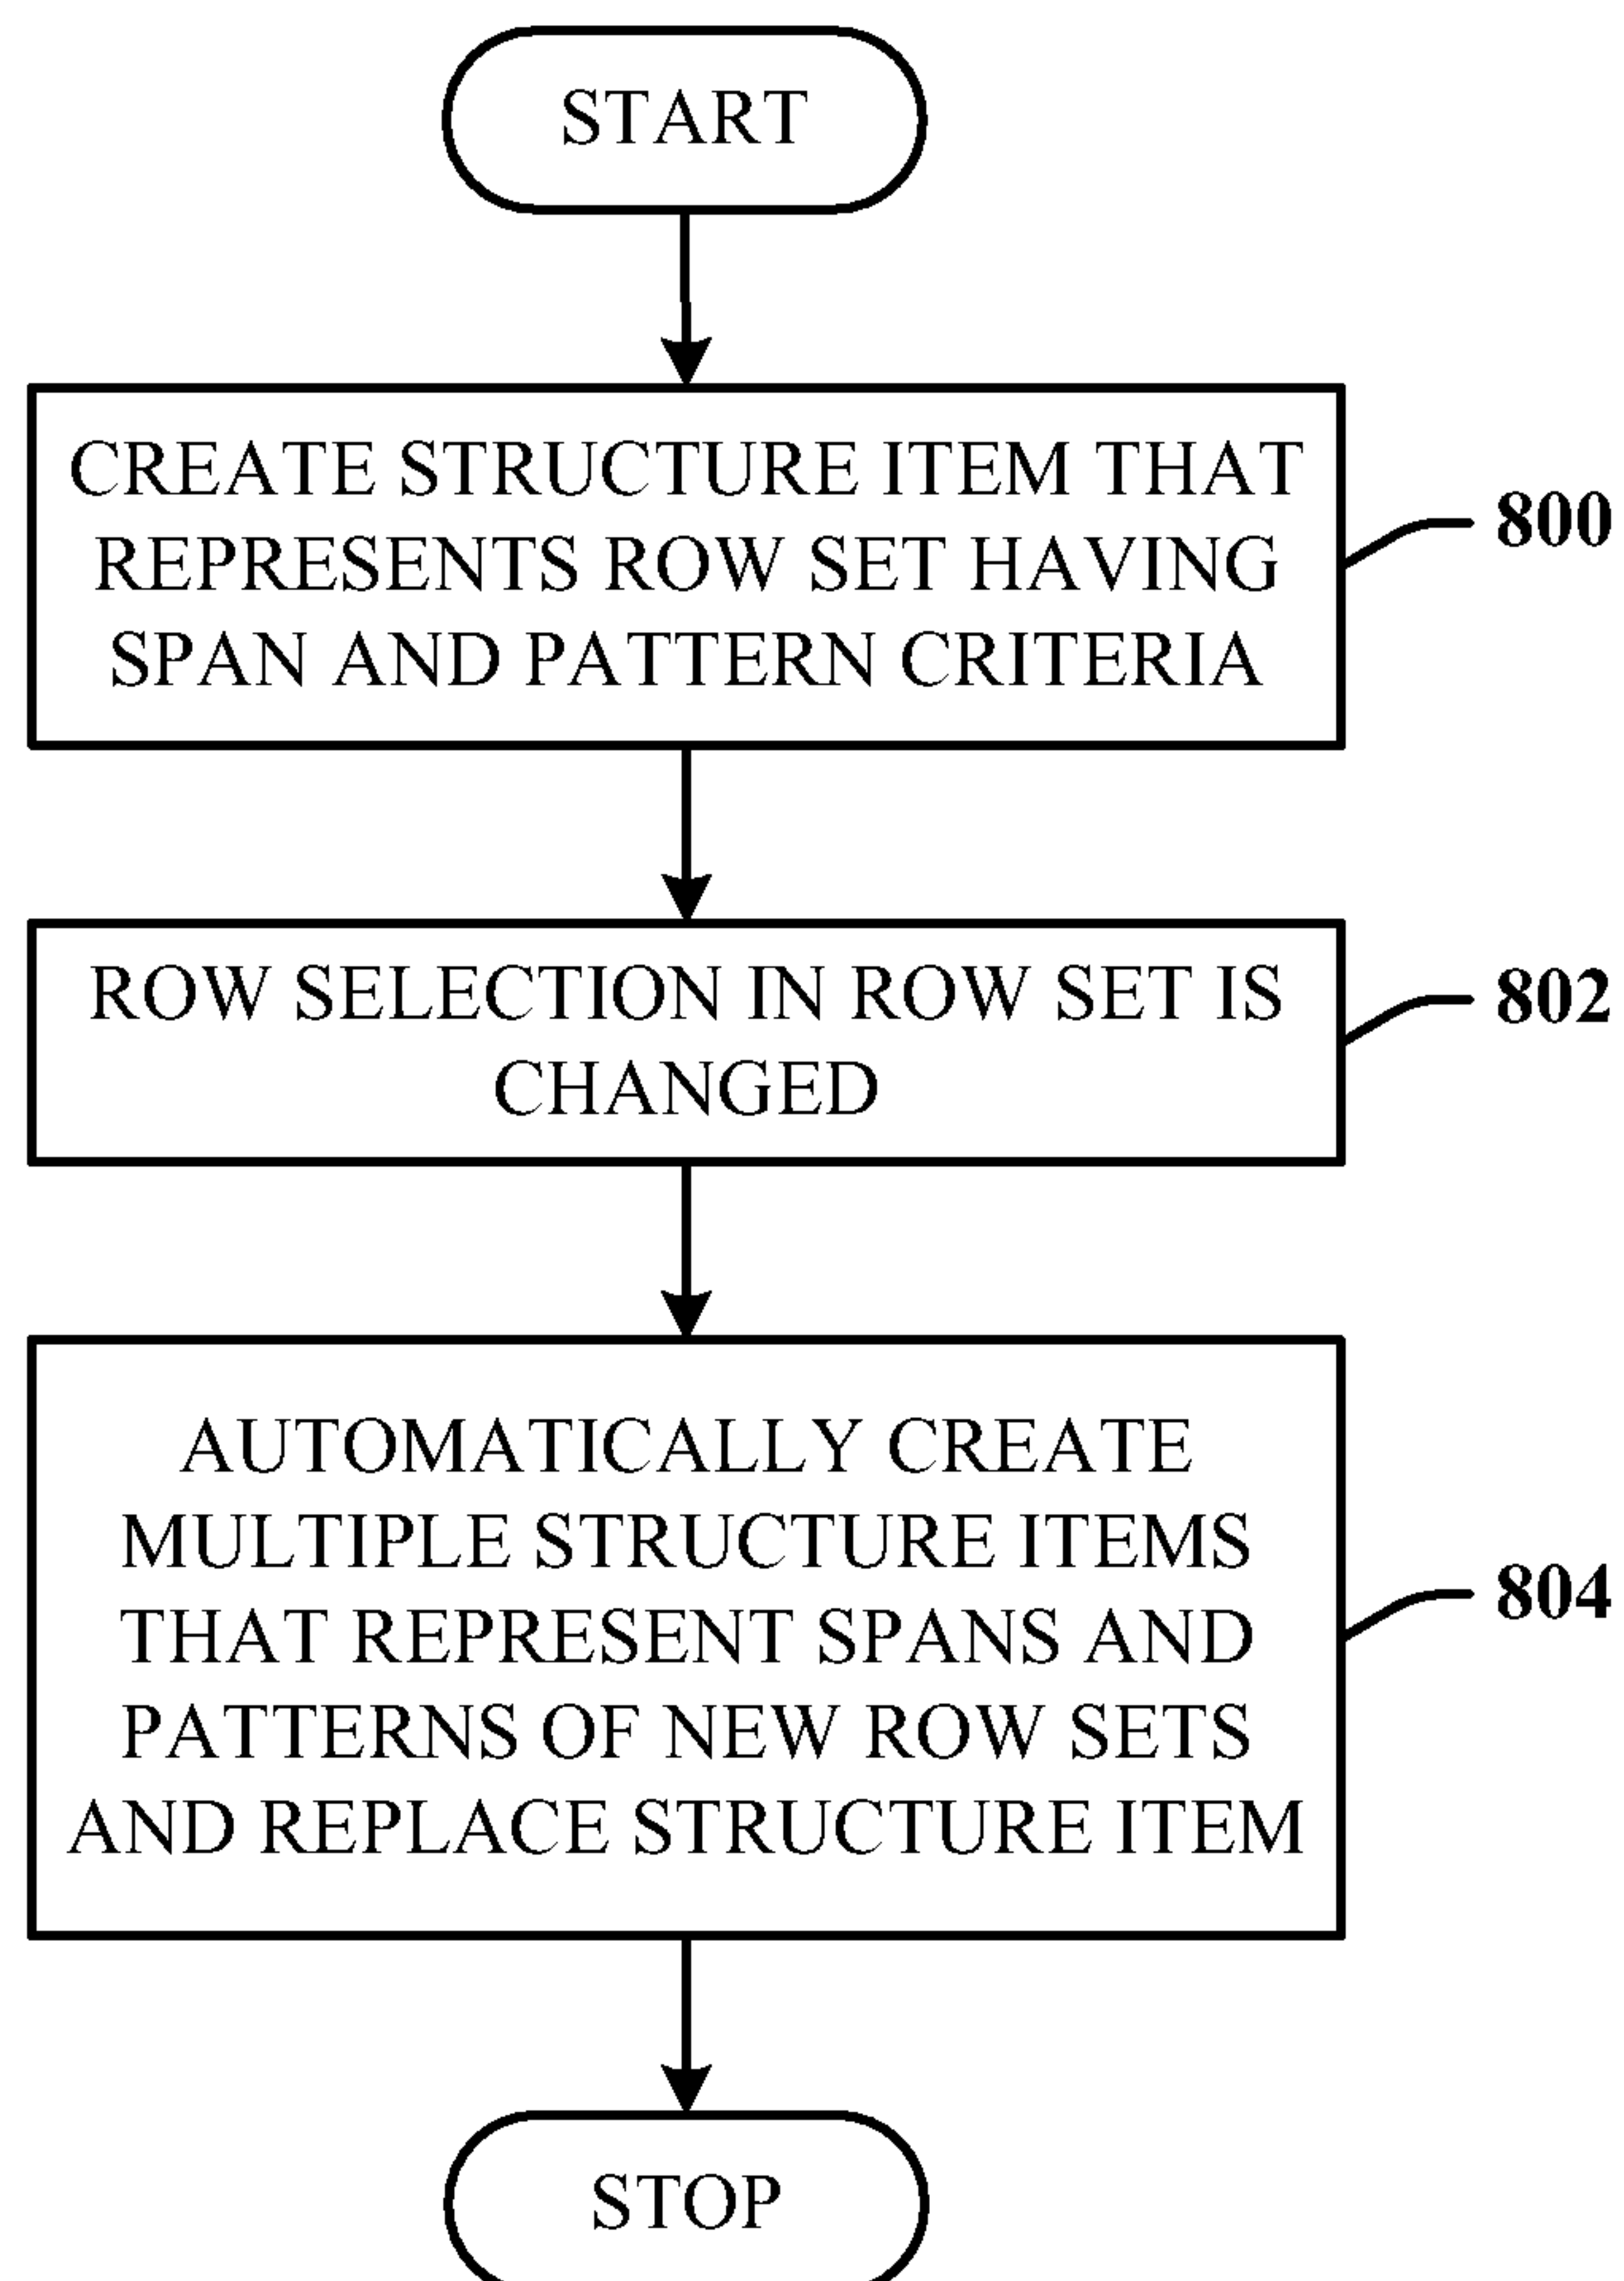 START
CREATE STRUCTURE ITEM THAT
REPRESENTS ROW SET HAVING
SPAN AND PATTERN CRITERIA
800
ROW SELECTION IN ROW SET IS
CHANGED
802
AUTOMATICALLY CREATE
MULTIPLE STRUCTURE ITEMS
THAT REPRESENT SPANS AND
PATTERNS OF NEW ROW SETS
AND REPLACE STRUCTURE ITEM
804
STOP